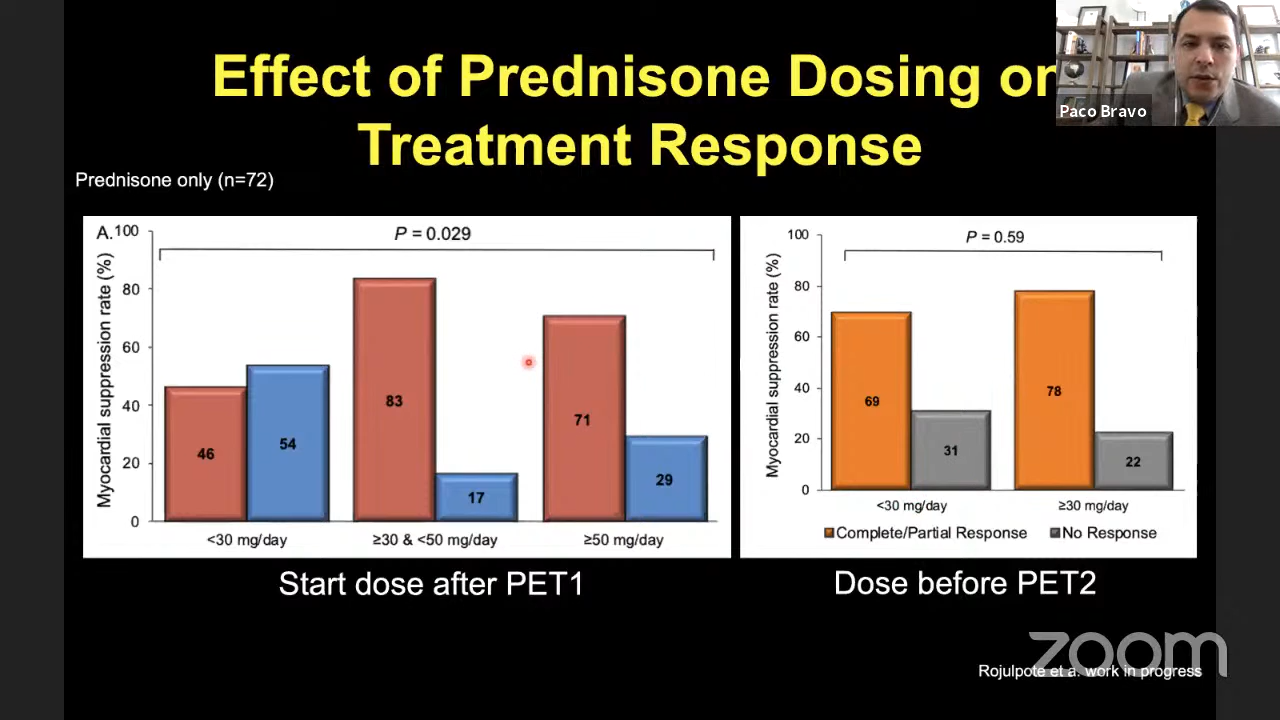 Effect of Prednisone Dosing on
Treatment Response
Paco Bravo
Prednisone only (n=72)
A.
P = 0.029
Myocardial suppression rate (%)
100
80
60
40
20
0
46
54
83
17
71
29
<30 mg/day
≥30 & <50 mg/day
≥50 mg/day
Start dose after PET1
P = 0.59
Myocardial suppression rate (%)
100
80
60
40
20
0
69
31
78
22
<30 mg/day
≥30 mg/day
Complete/Partial Response
No Response
Dose before PET2
zoom
Rojulpote et a. work in progress